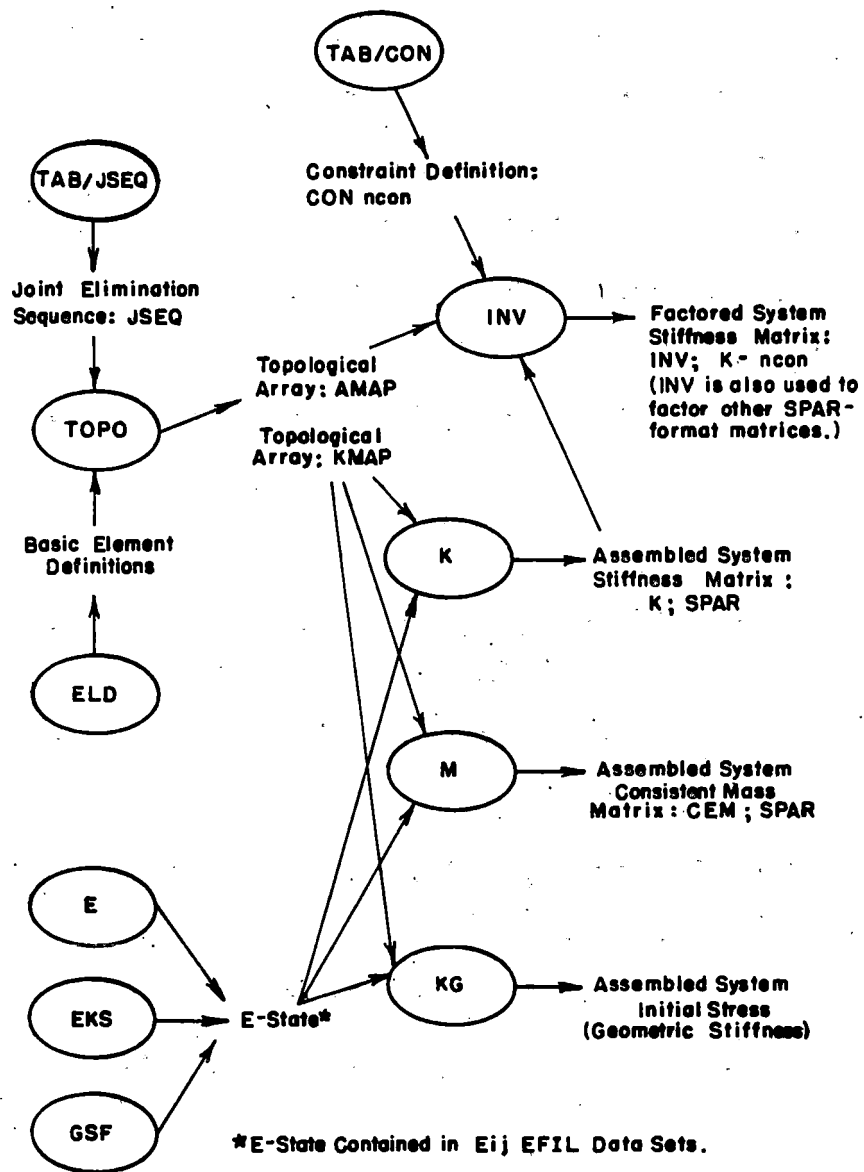 TAB/CON
TAB/JSEQ
Constraint Definition:
CON ncon
Joint Elimination
Sequence: JSEQ
INV
Factored System
Stiffness Matrix:
INV; K- ncon
(INV is also used to
factor other SPAR-
format matrices.)
Topological
Array: AMAP
TOPO
Topological
Array: KMAP
Basic Element
Definitions
K
Assembled System
Stiffness Matrix :
K ; SPAR
ELD
M
Assembled System
Consistent Mass
Matrix : CEM ; SPAR
E
KG
Assembled System
Initial Stress
(Geometric Stiffness)
EKS
E-State*
GSF
*E-State Contained in Eij EFIL Data Sets.